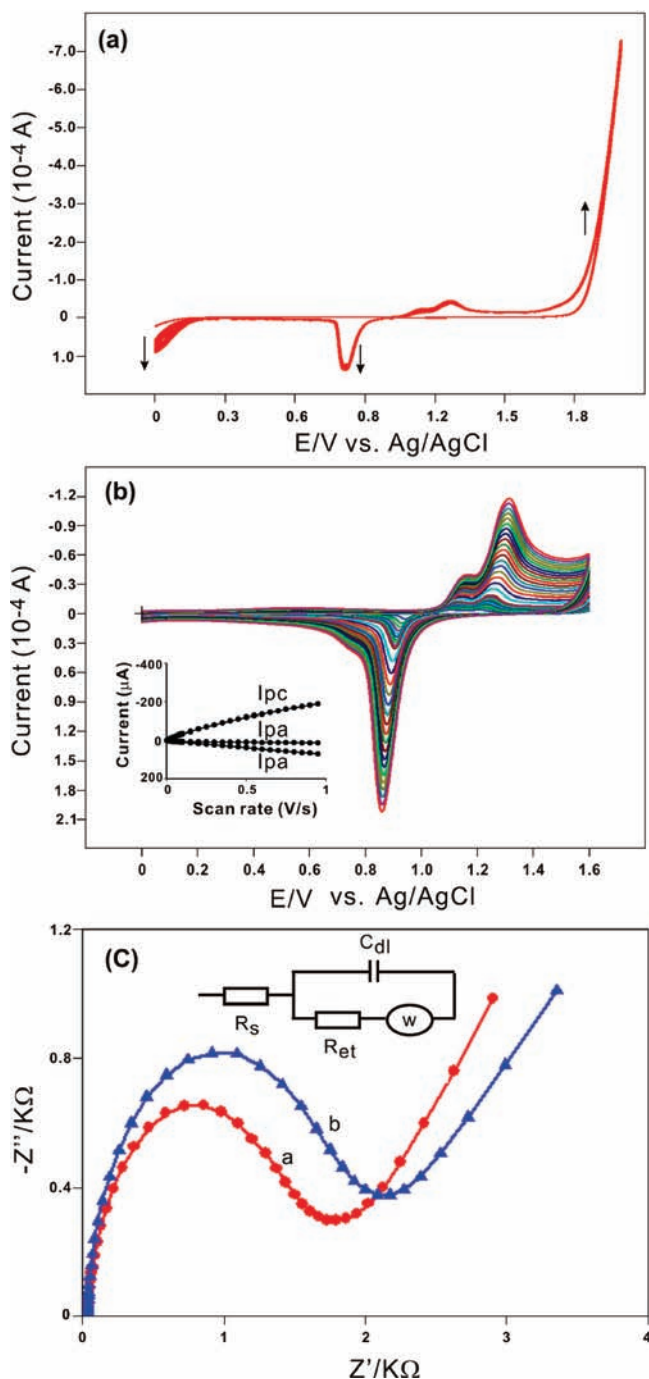 (a)
-7.0
-6.0
-5.0
-4.0
-3.0
-2.0
-1.0
0
1.0
Current (10-4 A)
0 0.3 0.6 0.8 1.2 1.5 1.8
E/V vs. Ag/AgCl
(b)
-1.2
-0.9
-0.6
-0.3
0
0.3
0.6
0.9
1.2
1.5
1.8
2.1
Current (10-4 A)
-400
-200
0
200
Current (μA)
Ipc
Ipa
Ipa
0 0.5 1
Scan rate (V/s)
0 0.2 0.4 0.6 0.8 1.0 1.2 1.4 1.6
E/V vs. Ag/AgCl
(C)
1.2
0.8
0.4
0
-Z''/KΩ
Cdl
Rs
Ret
w
b
a
0 1 2 3 4
Z'/KΩ